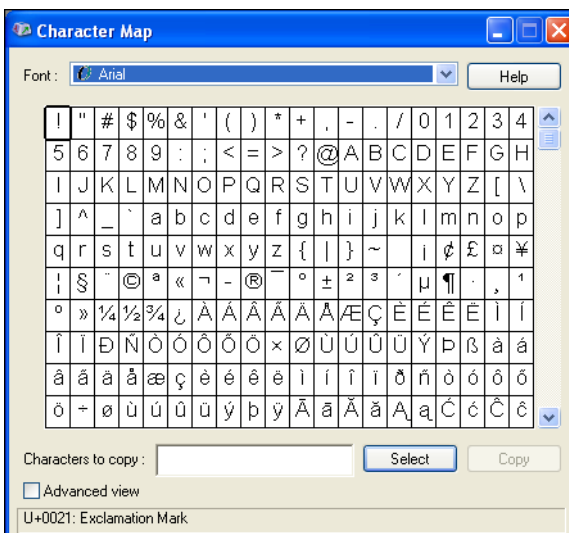 Character Map
Font : Arial Help
! " # $ % & ' ( ) * + , - . / 0 1 2 3 4
5 6 7 8 9 : ; < = > ? @ A B C D E F G H
I J K L M N O P Q R S T U V W X Y Z [ \
] ^ _ ` a b c d e f g h i j k l m n o p
q r s t u v w x y z { | } ~ ¡ ¢ £ ¤ ¥
¦ § ¨ © ª « ¬ - ® ¯ ° ± ² ³ ´ µ ¶ · ¸ ¹
º » ¼ ½ ¾ ¿ À Á Â Ã Ä Å Æ Ç È É Ê Ë Ì Í
Î Ï Ð Ñ Ò Ó Ô Õ Ö × Ø Ù Ú Û Ü Ý Þ ß à á
â ã ä å æ ç è é ê ë ì í î ï ð ñ ò ó ô õ
ö ÷ ø ù ú û ü ý þ ÿ Ā ā Ă ă Ą ą Ć ć Ĉ ĉ
Characters to copy : Select Copy
Advanced view
U+0021: Exclamation Mark